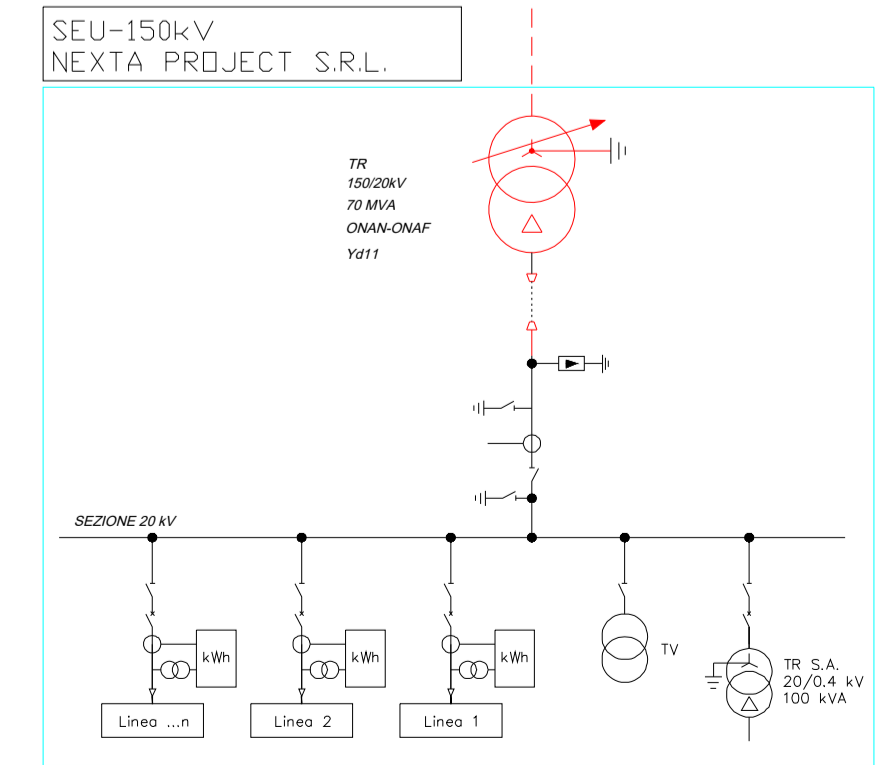 SEU-150kV
NEXTA PROJECT S.R.L.
TR
150/20kV
70 MVA
ONAN-ONAF
Yd11
SEZIONE 20 kV
kWh
kWh
kWh
TV
TR S.A.
20/0.4 kV
100 kVA
Linea ...n
Linea 2
Linea 1